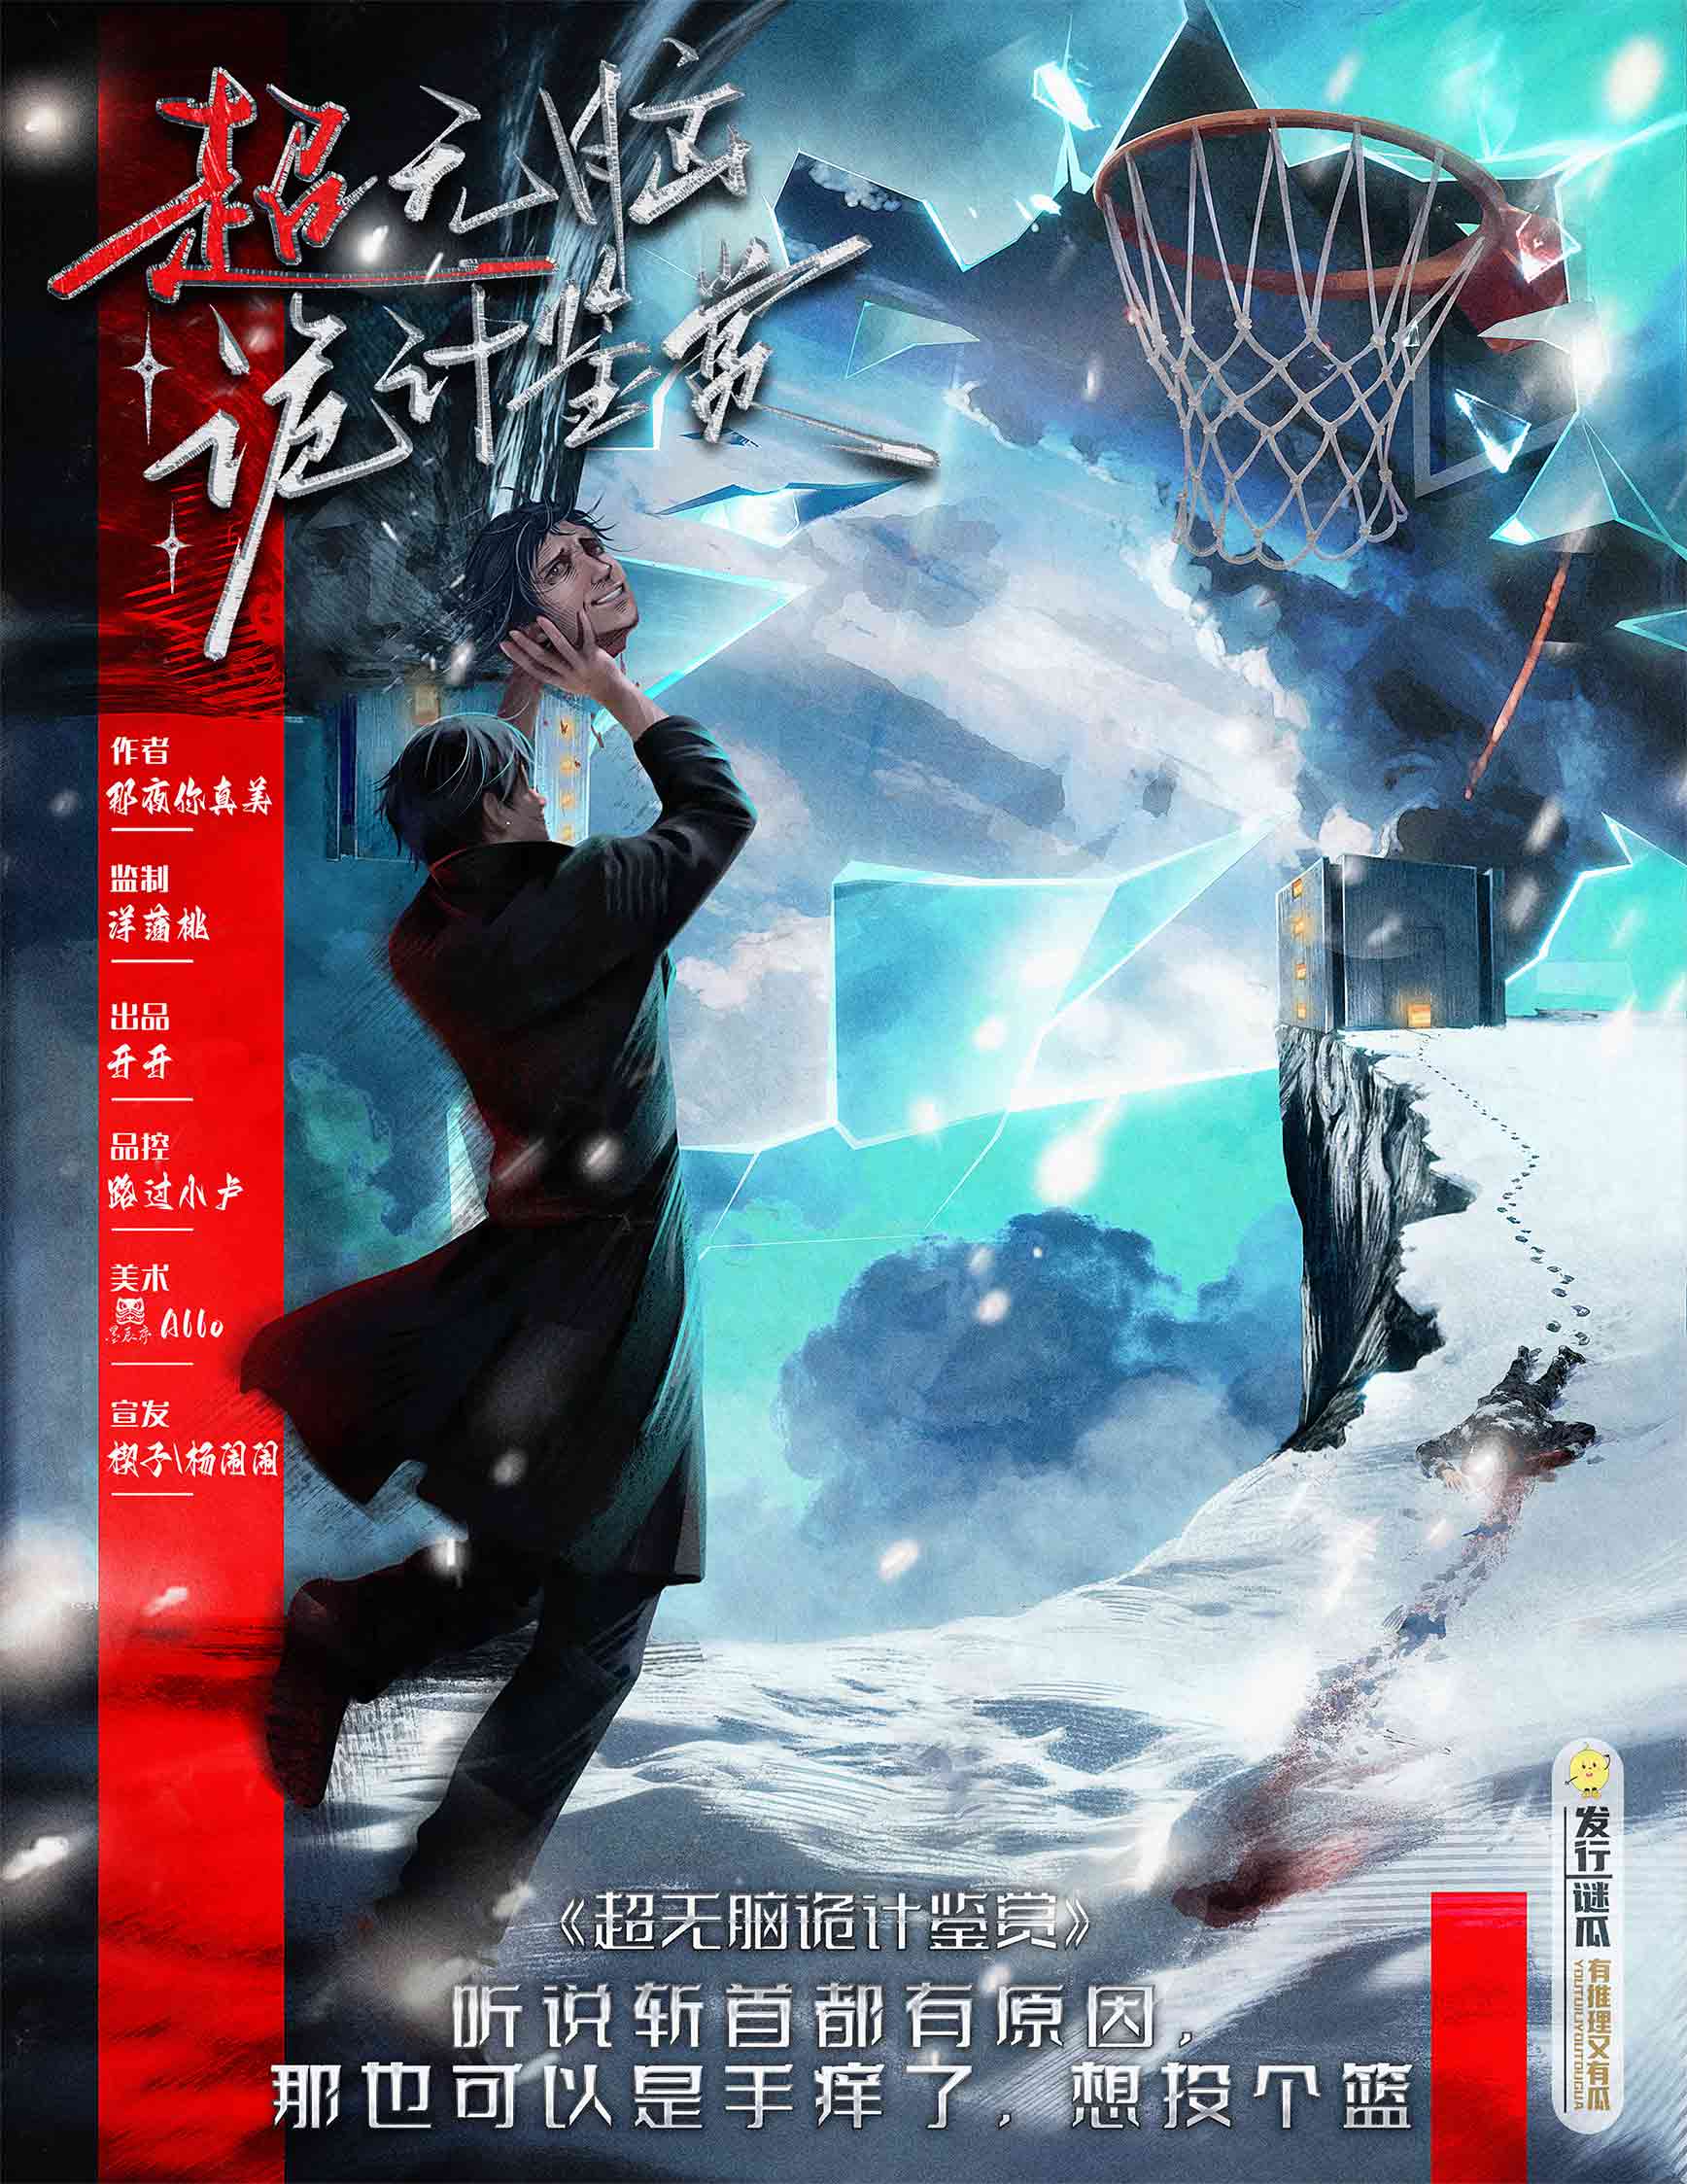 超无脑
诡计鉴赏
作者
那夜你真美
监制
洋蒲桃
出品
开开
品控
路过小卢
美术
墨辰序 Allo
宣发
楔子\杨闹闹
《超无脑诡计鉴赏》
听说斩首都有原因，
那也可以是手痒了，想投个篮
发行
谜瓜
有推理又有瓜
YOUTUILIYOUYOUGUA